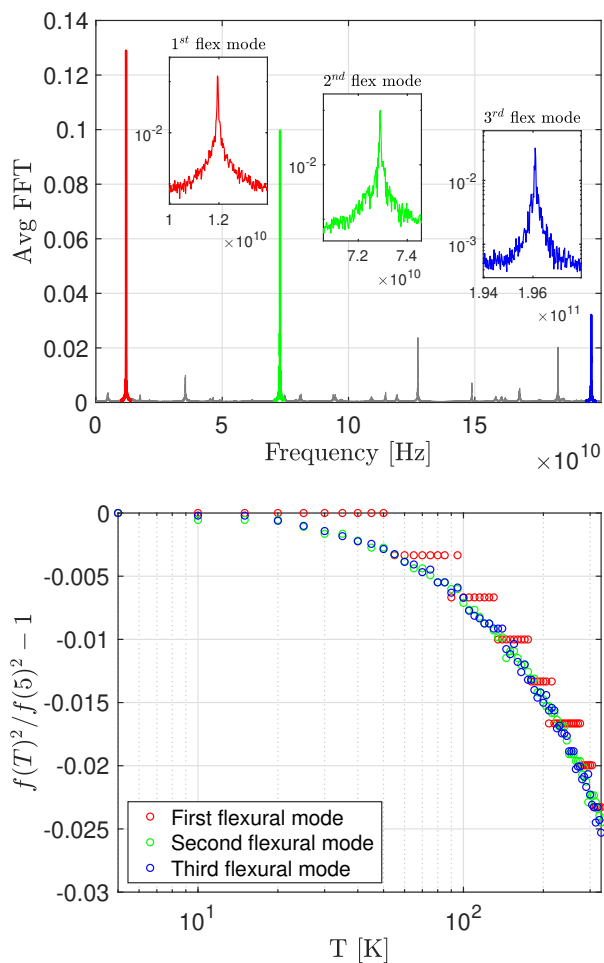 0.14
0.12
0.1
0.08
0.06
0.04
0.02
0
Avg FFT
1st flex mode
10-2
1 1.2
×10^10
2nd flex mode
10-2
7.2 7.4
×10^10
3rd flex mode
10-2
10-3
1.94 1.96
×10^11
0 5 10 15
Frequency [Hz]
×10^10
0
-0.005
-0.01
-0.015
-0.02
-0.025
-0.03
f(T)^2/f(5)^2 − 1
First flexural mode
Second flexural mode
Third flexural mode
10^1 10^2
T [K]